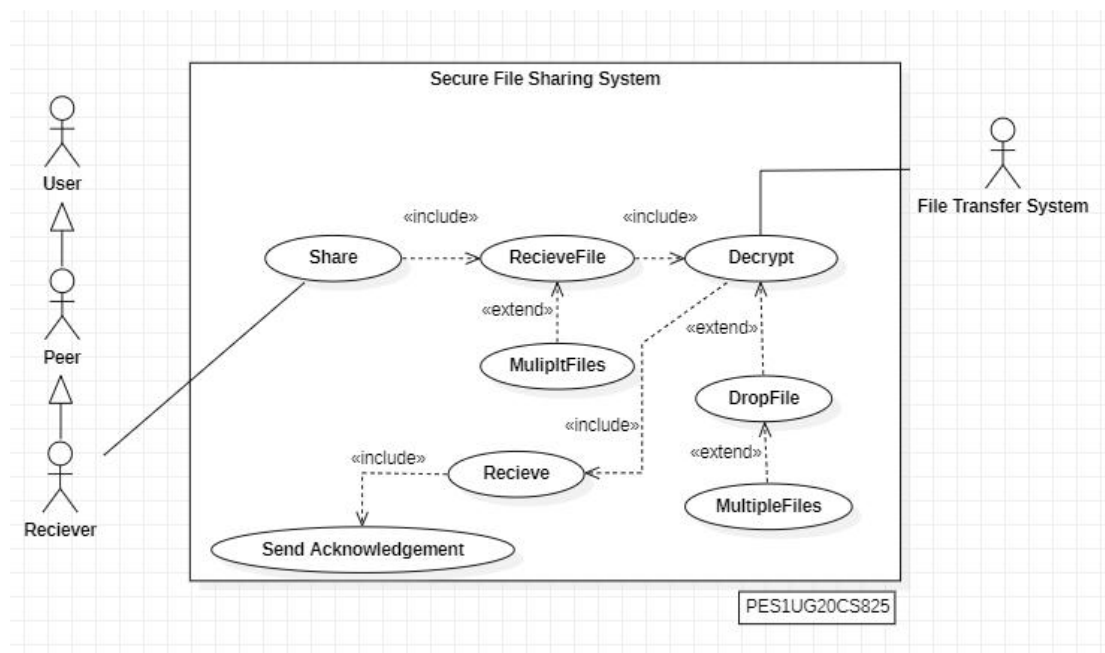 Secure File Sharing System
User
File Transfer System
«include»
«include»
Share
RecieveFile
Decrypt
«extend»
«extend»
Peer
MulipltFiles
DropFile
«include»
«extend»
«include»
Recieve
MultipleFiles
Reciever
Send Acknowledgement
PES1UG20CS825